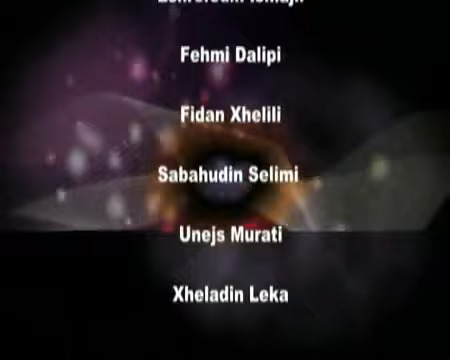 Fehmi Dalipi
Fidan Xhelili
Sabahudin Selimi
Unejs Murati
Xheladin Leka